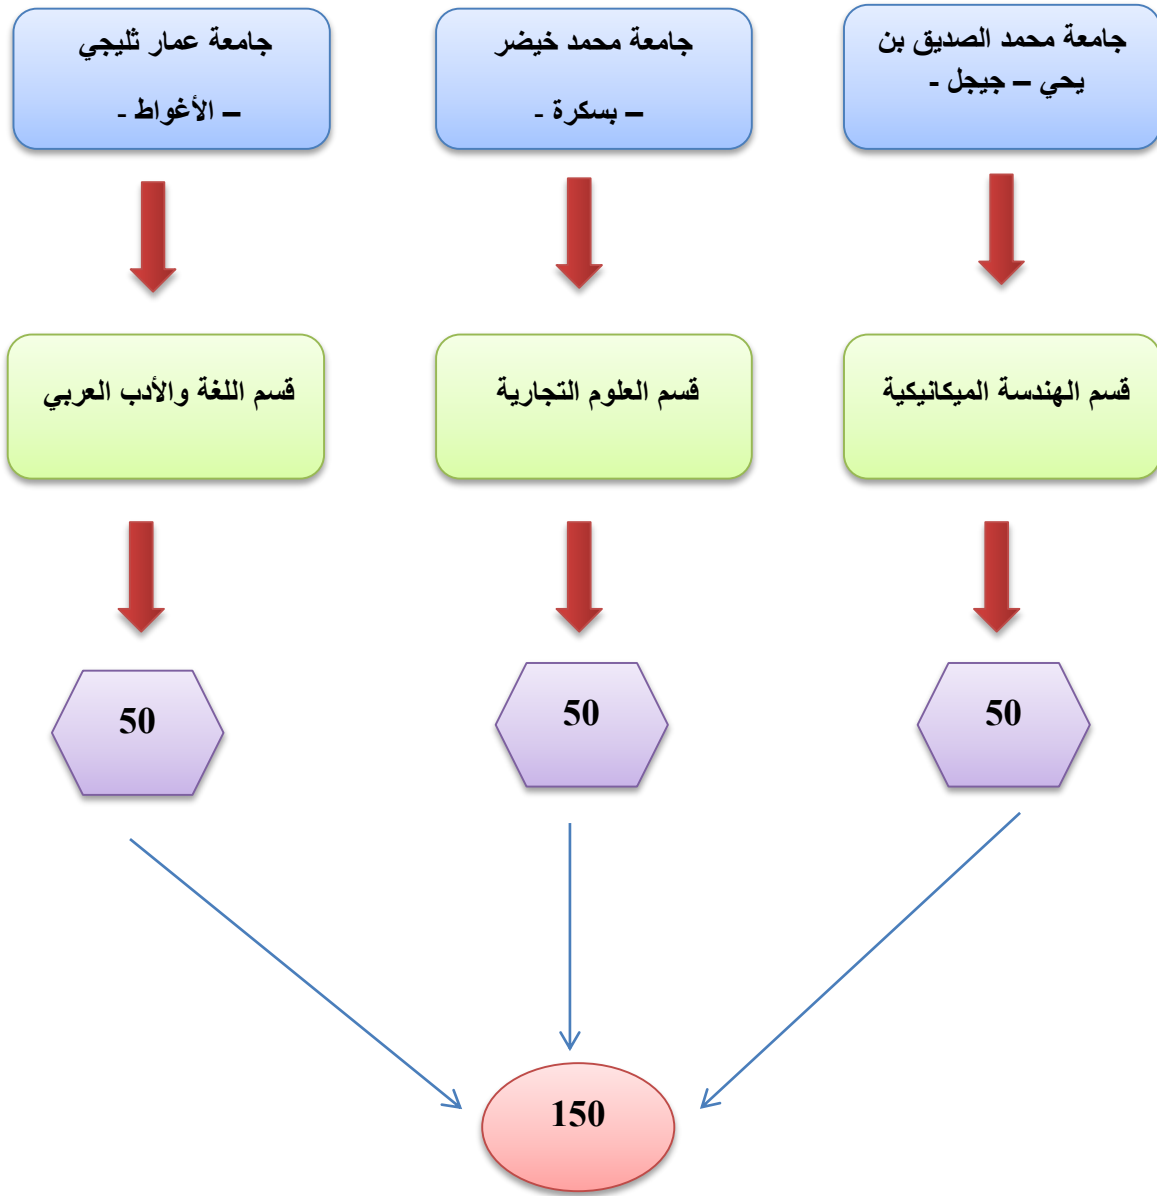 جامعة محمد الصديق بن
يحي – جيجل -
جامعة محمد خيضر
– بسكرة -
جامعة عمار ثليجي
– الأغواط -
قسم الهندسة الميكانيكية
قسم العلوم التجارية
قسم اللغة والأدب العربي
50
50
50
150